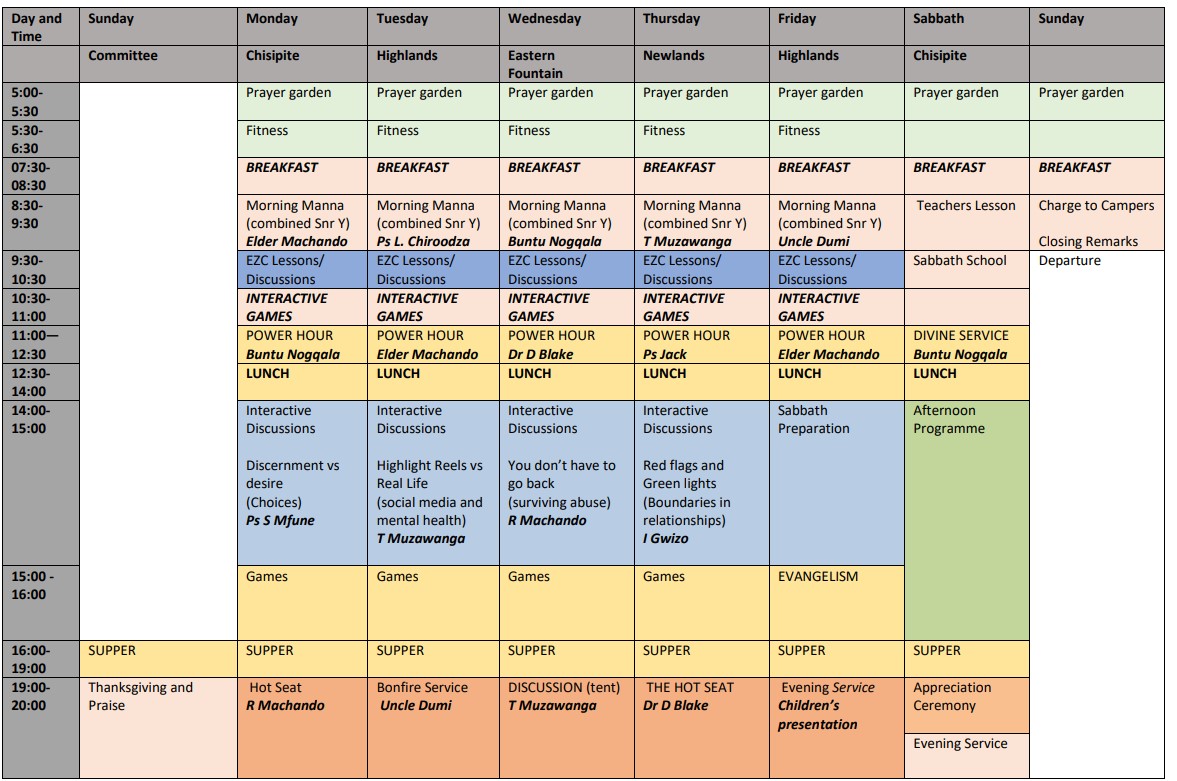 Day and Time Sunday Monday Tuesday Wednesday Thursday Friday Sabbath Sunday
Committee Chisipite Highlands Eastern Fountain Newlands Highlands Chisipite
5:00-5:30 Prayer garden Prayer garden Prayer garden Prayer garden Prayer garden Prayer garden Prayer garden
5:30-6:30 Fitness Fitness Fitness Fitness Fitness
07:30-08:30 BREAKFAST BREAKFAST BREAKFAST BREAKFAST BREAKFAST BREAKFAST BREAKFAST
8:30-9:30 Morning Manna Morning Manna Morning Manna Morning Manna Morning Manna Teachers Lesson Charge to Campers
(combined Snr Y) (combined Snr Y) (combined Snr Y) (combined Snr Y) (combined Snr Y)
Elder Machando Ps L. Chiroodza Buntu Nogqala T Muzawanga Uncle Dumi Closing Remarks
9:30-10:30 EZC Lessons/ EZC Lessons/ EZC Lessons/ EZC Lessons/ EZC Lessons/ Sabbath School Departure
Discussions Discussions Discussions Discussions Discussions
10:30-11:00 INTERACTIVE INTERACTIVE INTERACTIVE INTERACTIVE INTERACTIVE
GAMES GAMES GAMES GAMES GAMES
11:00—12:30 POWER HOUR POWER HOUR POWER HOUR POWER HOUR POWER HOUR DIVINE SERVICE
Buntu Nogqala Elder Machando Dr D Blake Ps Jack Elder Machando Buntu Nogqala
12:30-14:00 LUNCH LUNCH LUNCH LUNCH LUNCH LUNCH
14:00-15:00 Interactive Interactive Interactive Interactive Sabbath Afternoon
Discussions Discussions Discussions Discussions Preparation Programme
Discernment vs Highlight Reels vs You don't have to Red flags and
desire Real Life go back Green lights
(Choices) (social media and (surviving abuse) (Boundaries in
Ps S Mfune mental health) R Machando relationships)
T Muzawanga I Gwizo
15:00 -16:00 Games Games Games Games EVANGELISM
16:00-19:00 SUPPER SUPPER SUPPER SUPPER SUPPER SUPPER SUPPER
19:00-20:00 Thanksgiving and Hot Seat Bonfire Service DISCUSSION (tent) THE HOT SEAT Evening Service Appreciation
Praise R Machando Uncle Dumi T Muzawanga Dr D Blake Children's Ceremony
presentation
Evening Service